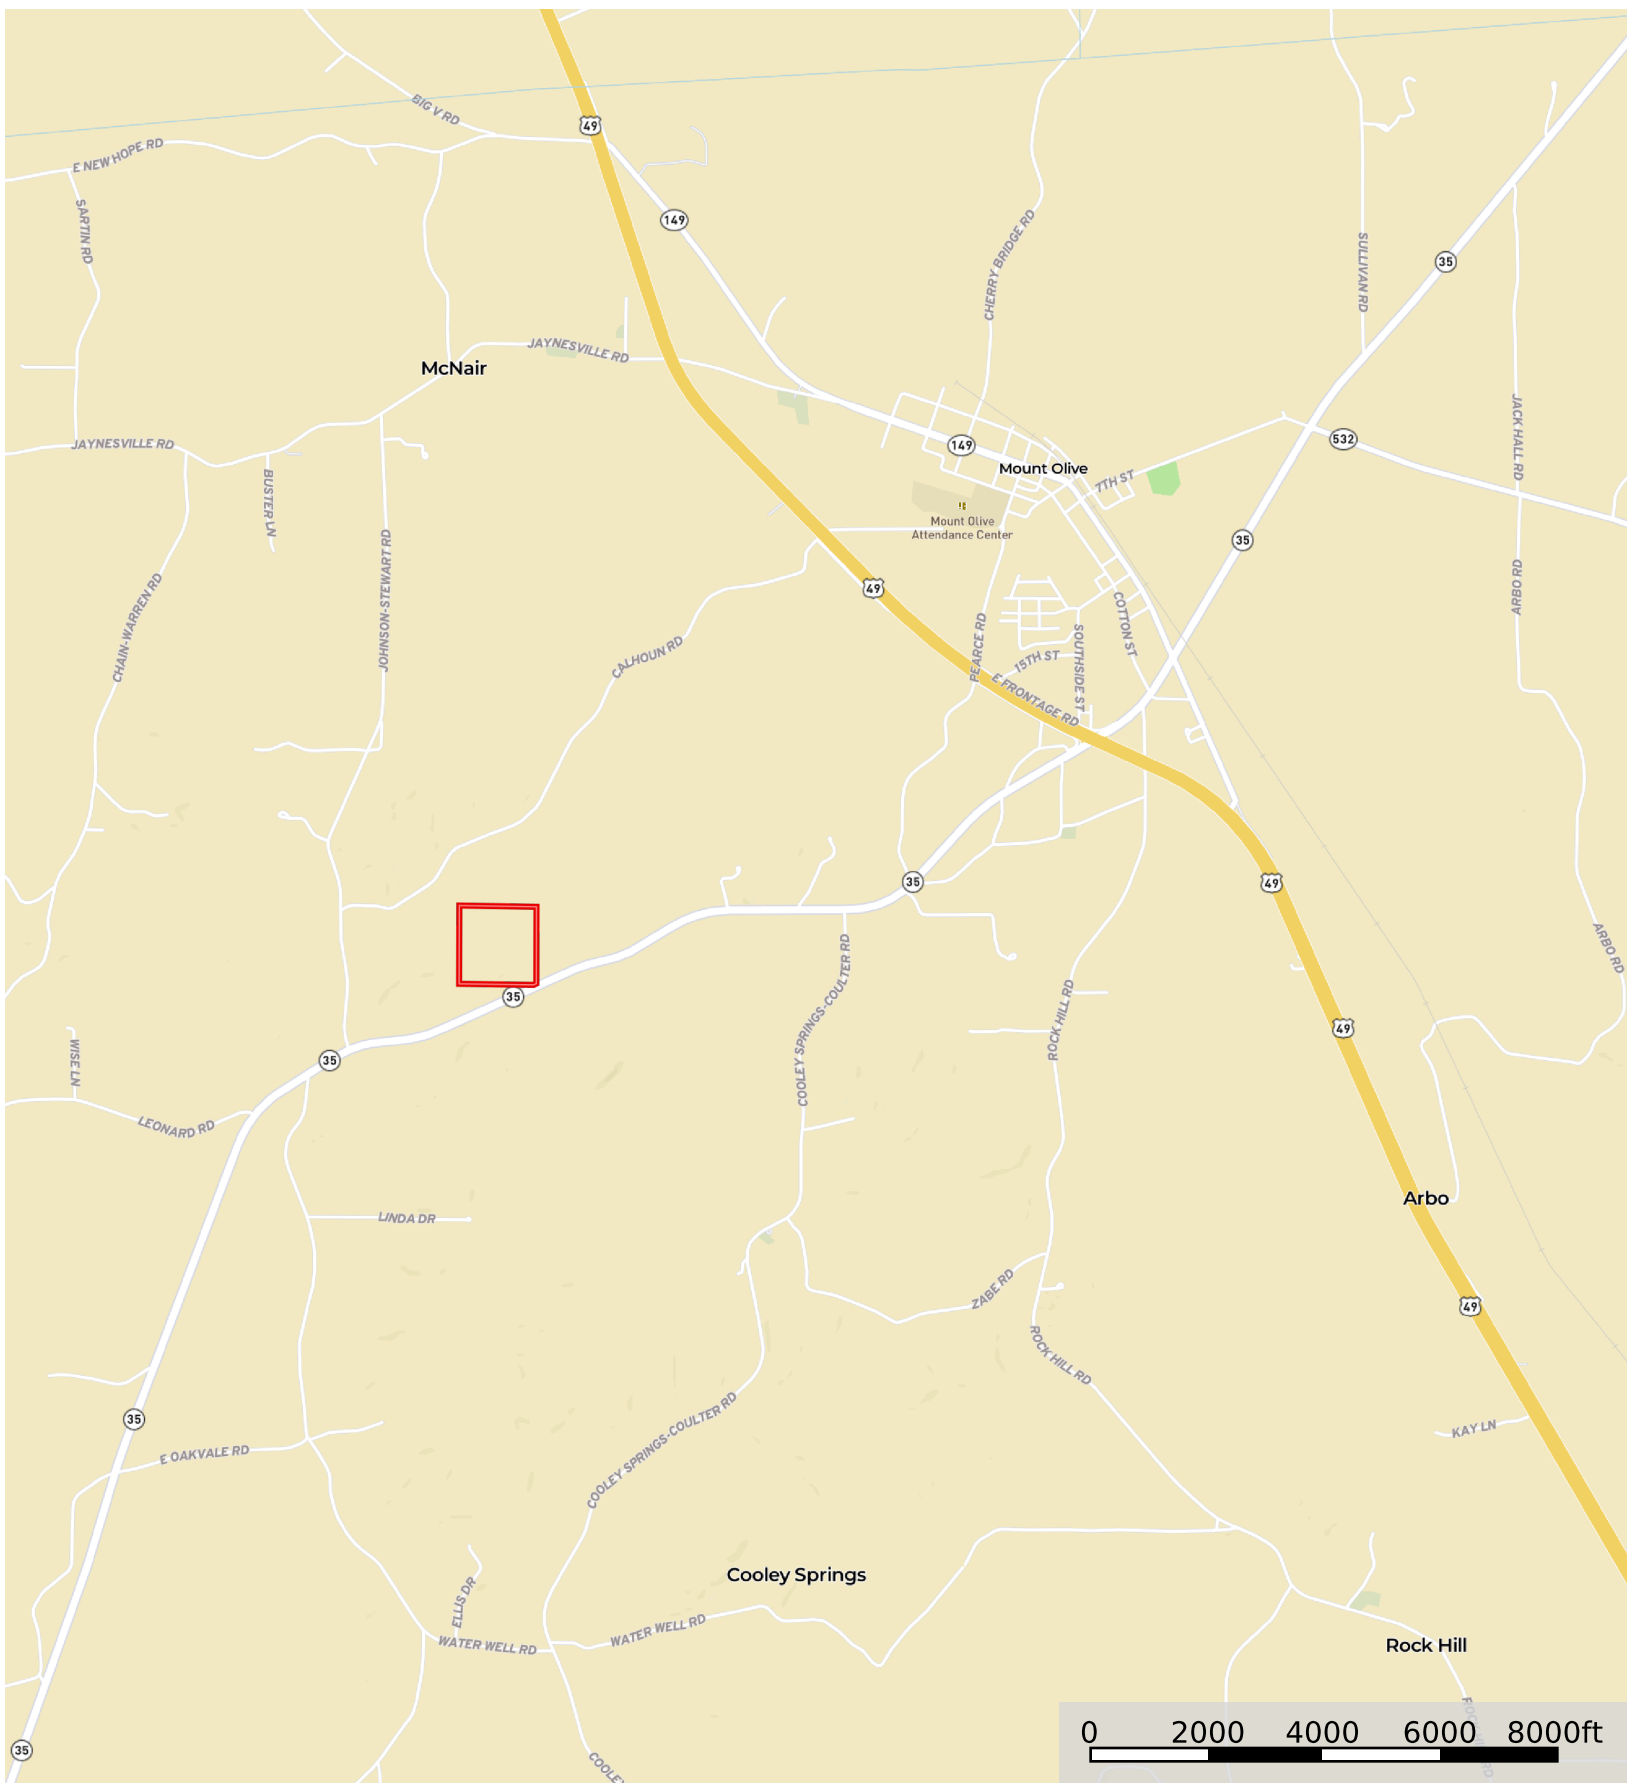 BIG V RD
49
E NEW HOPE RD
149
SARTIN RD
CHERRY BRIDGE RD
SULLIVAN RD
35
JAYNESVILLE RD
McNair
JACK HALL RD
JAYNESVILLE RD
149
532
Mount Olive
7TH ST
BUSTER LN
Mount Olive
Attendance Center
35
JOHNSON-STEWART RD
ARBO RD
CHAIN-WARREN RD
49
COTTON ST
PEARCE RD
SOUTHSIDE ST
CALHOUN RD
15TH ST
E FRONTAGE RD
35
49
ARBO RD
COOLEY SPRINGS-COULTER RD
35
ROCK HILL RD
49
WISE LN
35
LEONARD RD
Arbo
LINDA DR
ZABE RD
49
ROCK HILL RD
35
COOLEY SPRINGS-COULTER RD
KAY LN
E OAKVALE RD
Cooley Springs
ELLIS DR
WATER WELL RD
WATER WELL RD
Rock Hill
35
COOLEY
0 2000 4000 6000 8000ft